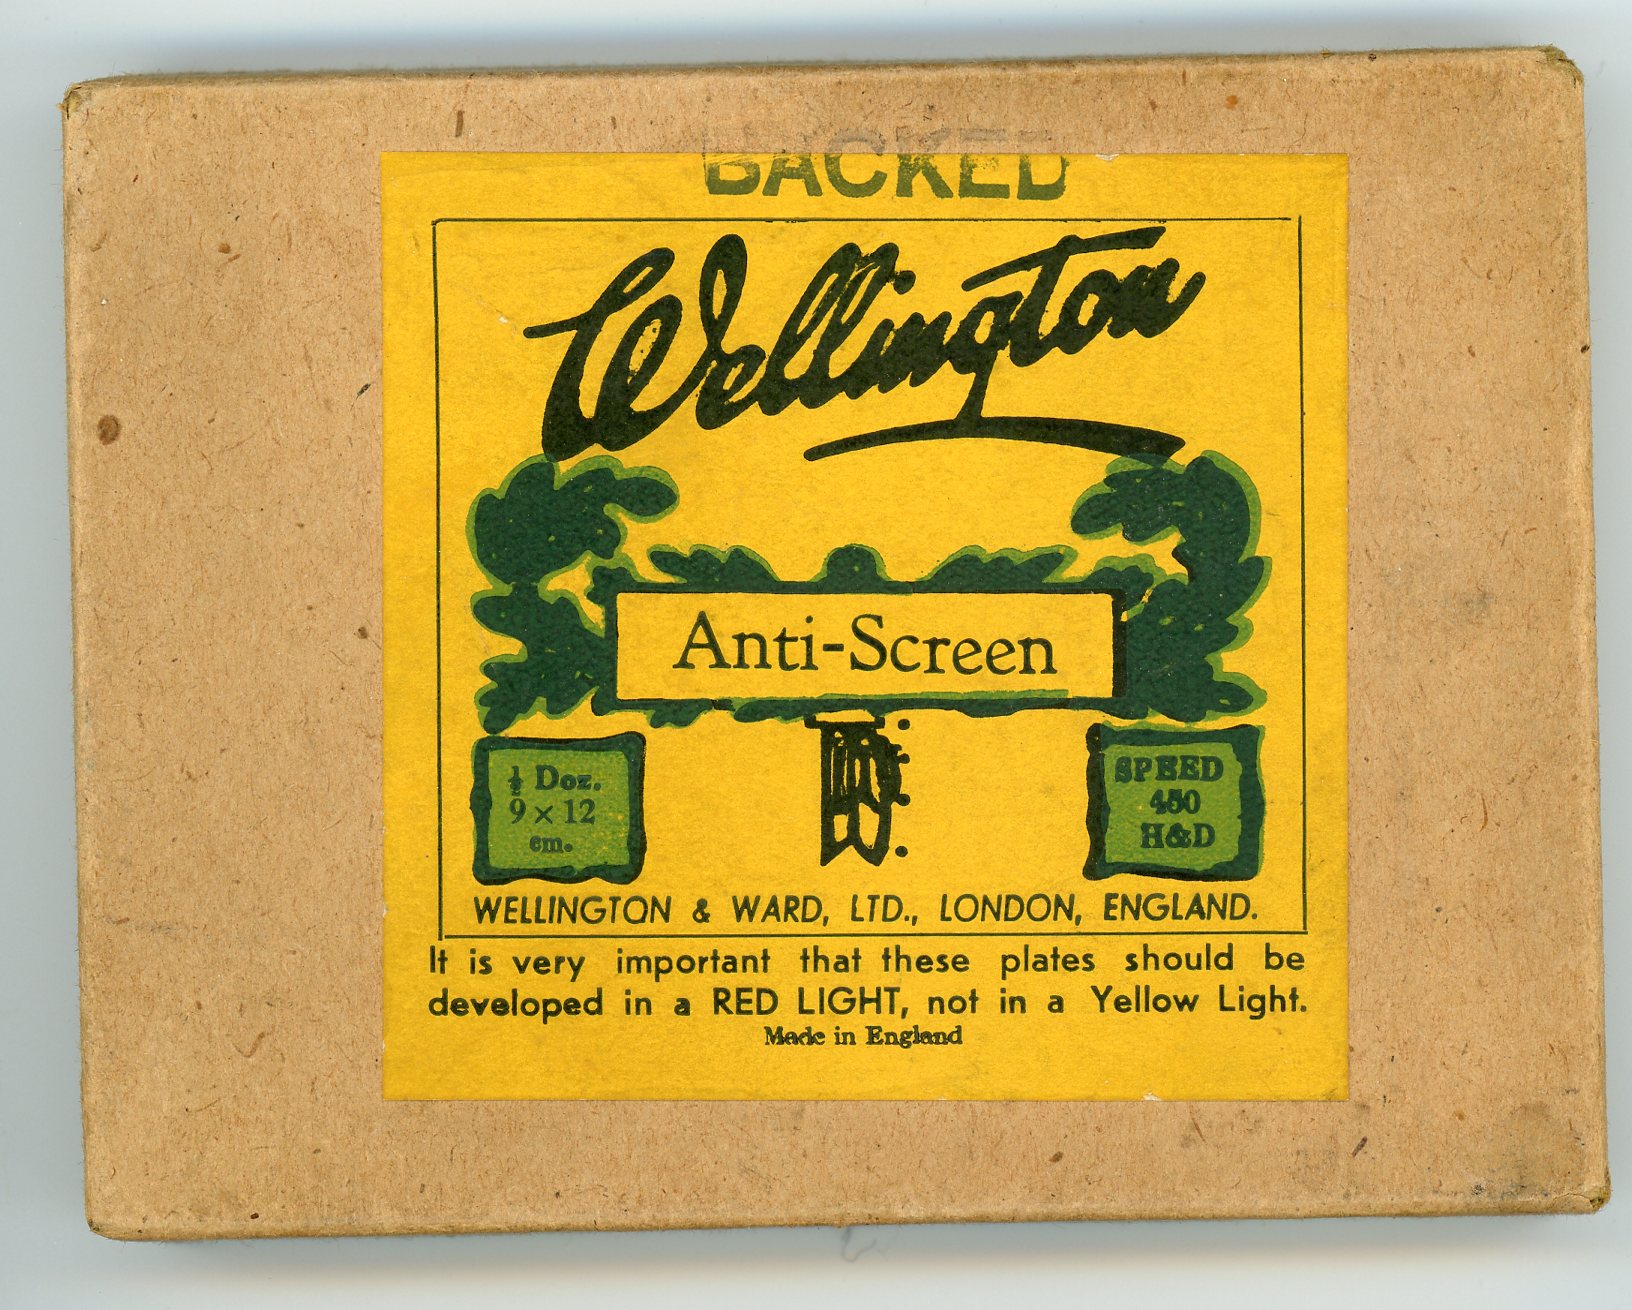 BACKED
Wellington
Anti-Screen
½ Doz.
9 × 12
cm.
SPEED
450
H&D
WELLINGTON & WARD, LTD., LONDON, ENGLAND.
It is very important that these plates should be
developed in a RED LIGHT, not in a Yellow Light.
Made in England